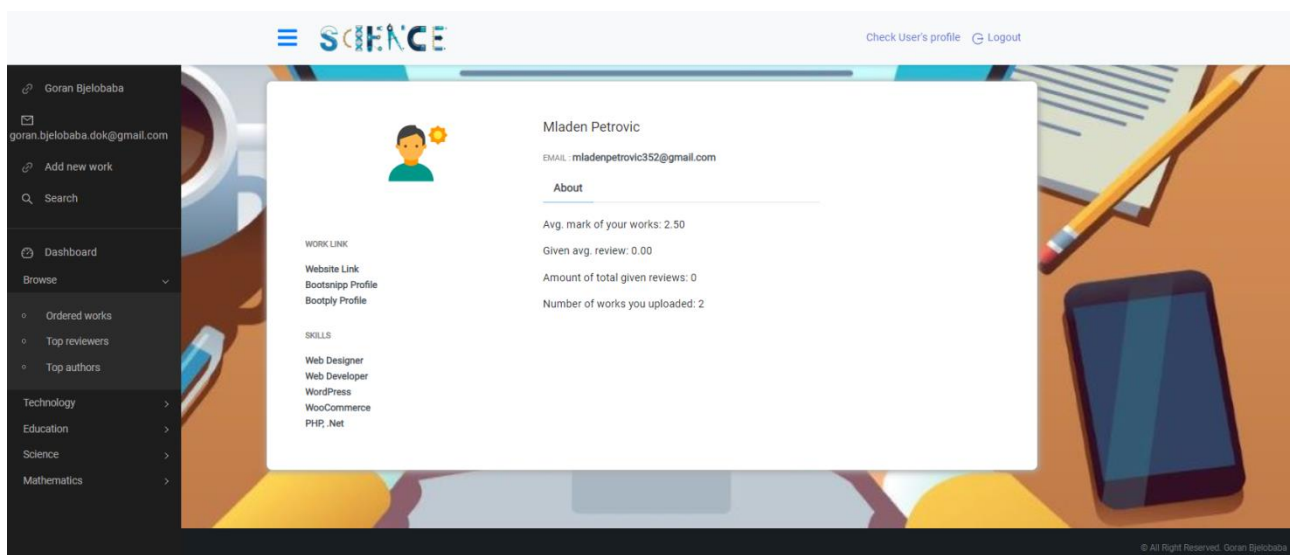 SCIENCE
Check User's profile
Logout
Goran Bjelobaba
goran.bjelobaba.dok@gmail.com
Add new work
Search
Dashboard
Browse
Ordered works
Top reviewers
Top authors
Technology
Education
Science
Mathematics
WORK LINK
Website Link
Bootsnipp Profile
Bootply Profile
SKILLS
Web Designer
Web Developer
WordPress
WooCommerce
PHP, .Net
Mladen Petrovic
EMAIL : mladenpetrovic352@gmail.com
About
Avg. mark of your works: 2.50
Given avg. review: 0.00
Amount of total given reviews: 0
Number of works you uploaded: 2
© All Right Reserved. Goran Bjelobaba